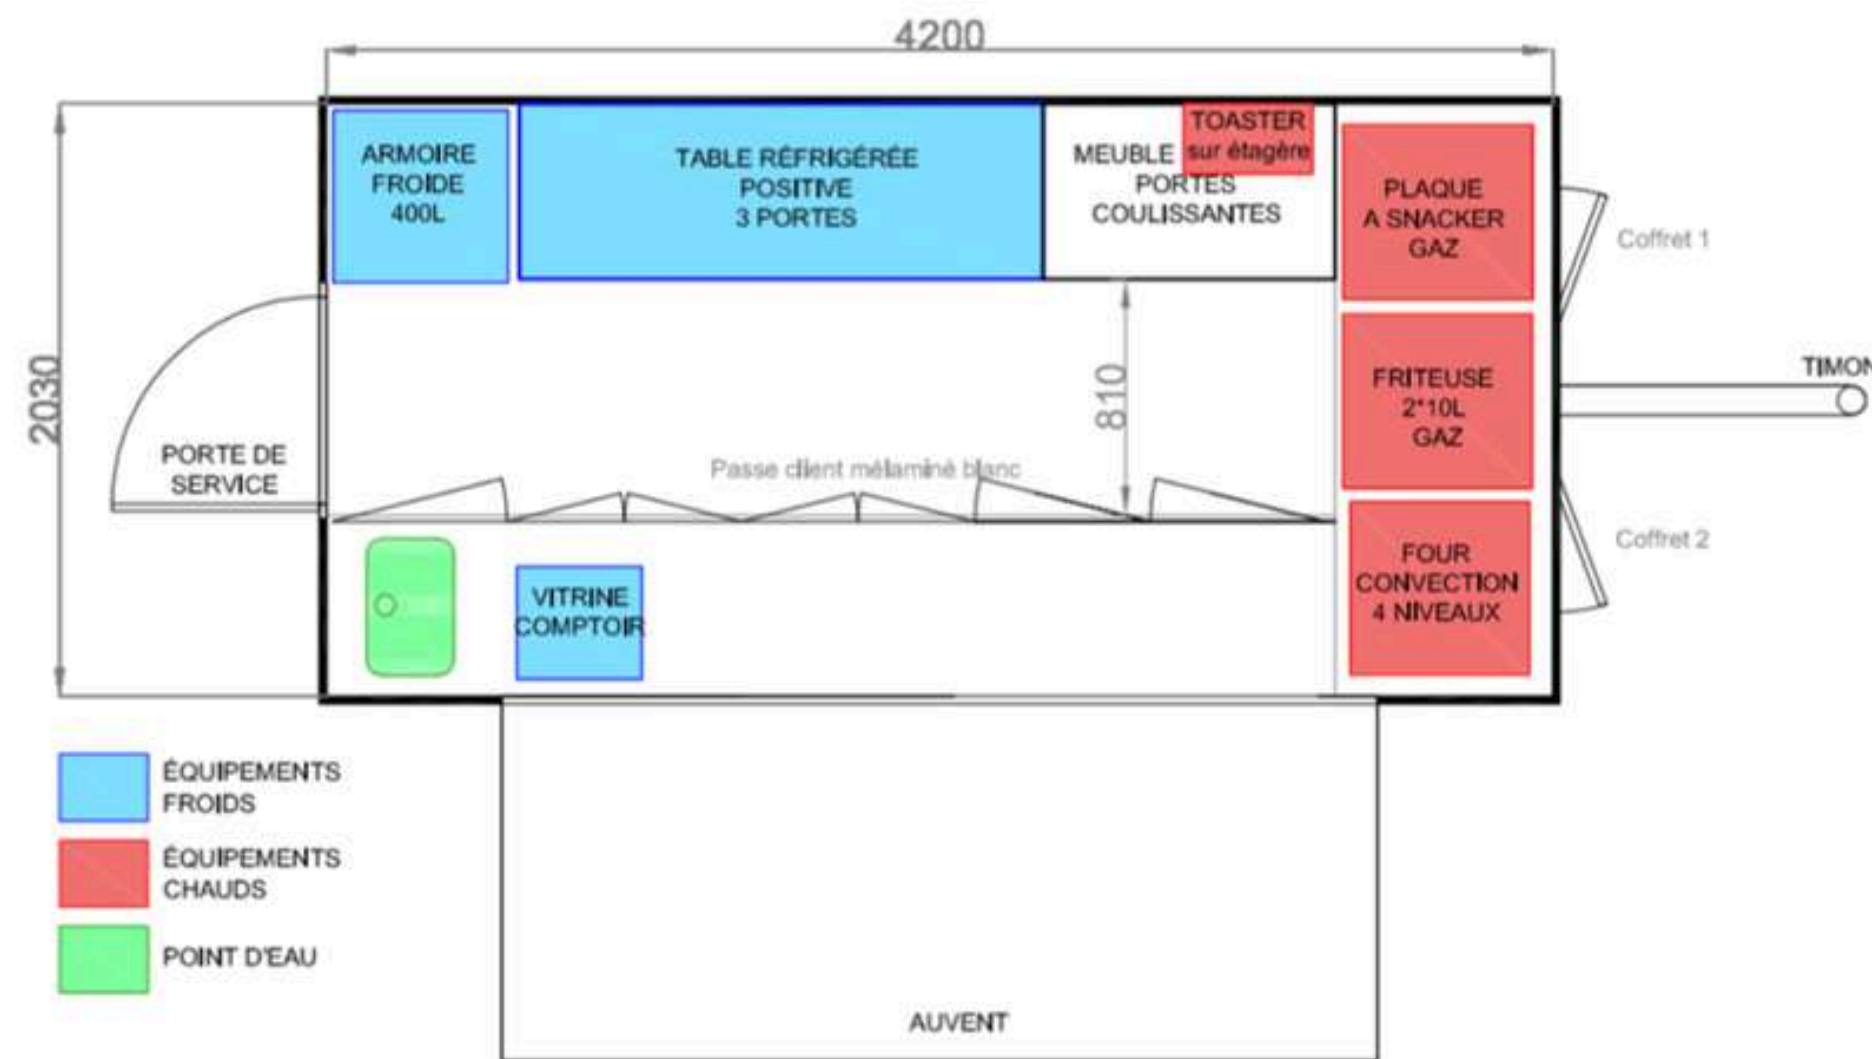 4200
ARMOIRE
FROIDE
400L
TABLE RÉFRIGÉRÉE
POSITIVE
3 PORTES
MEUBLE
PORTES
COULISSANTES
TOASTER
sur étagère
PLAQUE
A SNACKER
GAZ
Coffret 1
2030
PORTE DE
SERVICE
810
FRITEUSE
2*10L
GAZ
TIMON
Passe client mélaminé blanc
VITRINE
COMPTOIR
FOUR
CONVECTION
4 NIVEAUX
Coffret 2
ÉQUIPEMENTS
FROIDS
ÉQUIPEMENTS
CHAUDS
POINT D'EAU
AUVENT